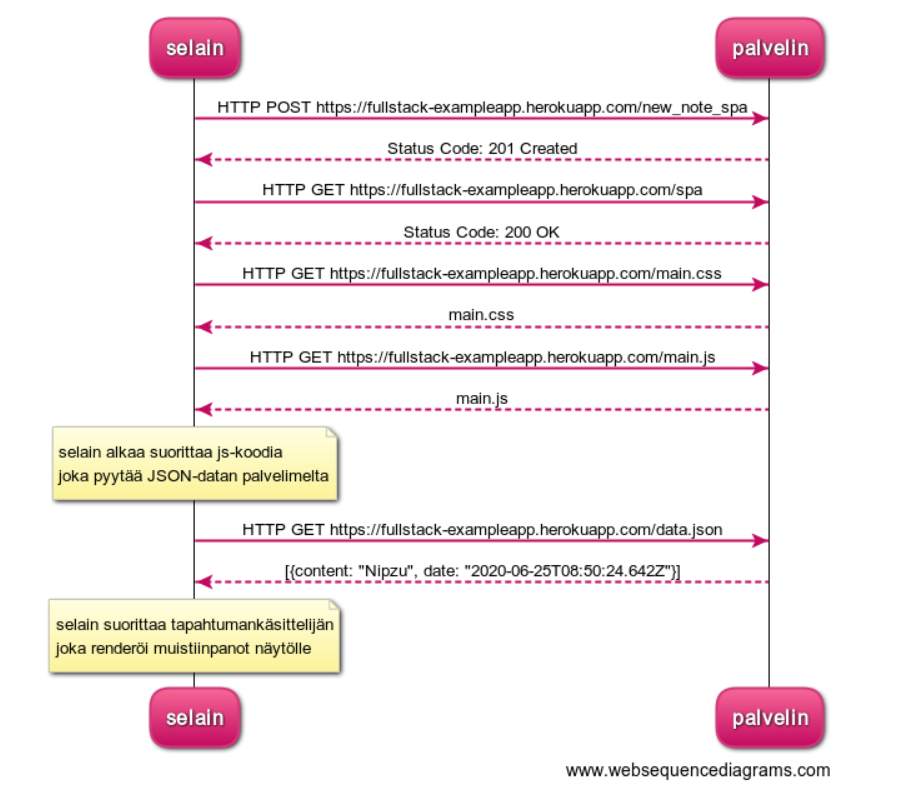 selain
palvelin
HTTP POST https://fullstack-exampleapp.herokuapp.com/new_note_spa
Status Code: 201 Created
HTTP GET https://fullstack-exampleapp.herokuapp.com/spa
Status Code: 200 OK
HTTP GET https://fullstack-exampleapp.herokuapp.com/main.css
main.css
HTTP GET https://fullstack-exampleapp.herokuapp.com/main.js
main.js
selain alkaa suorittaa js-koodia
joka pyytää JSON-datan palvelimelta
HTTP GET https://fullstack-exampleapp.herokuapp.com/data.json
[{content: "Nipzu", date: "2020-06-25T08:50:24.642Z"}]
selain suorittaa tapahtumankäsittelijän
joka renderöi muistiinpanot näytölle
selain
palvelin
www.websequencediagrams.com